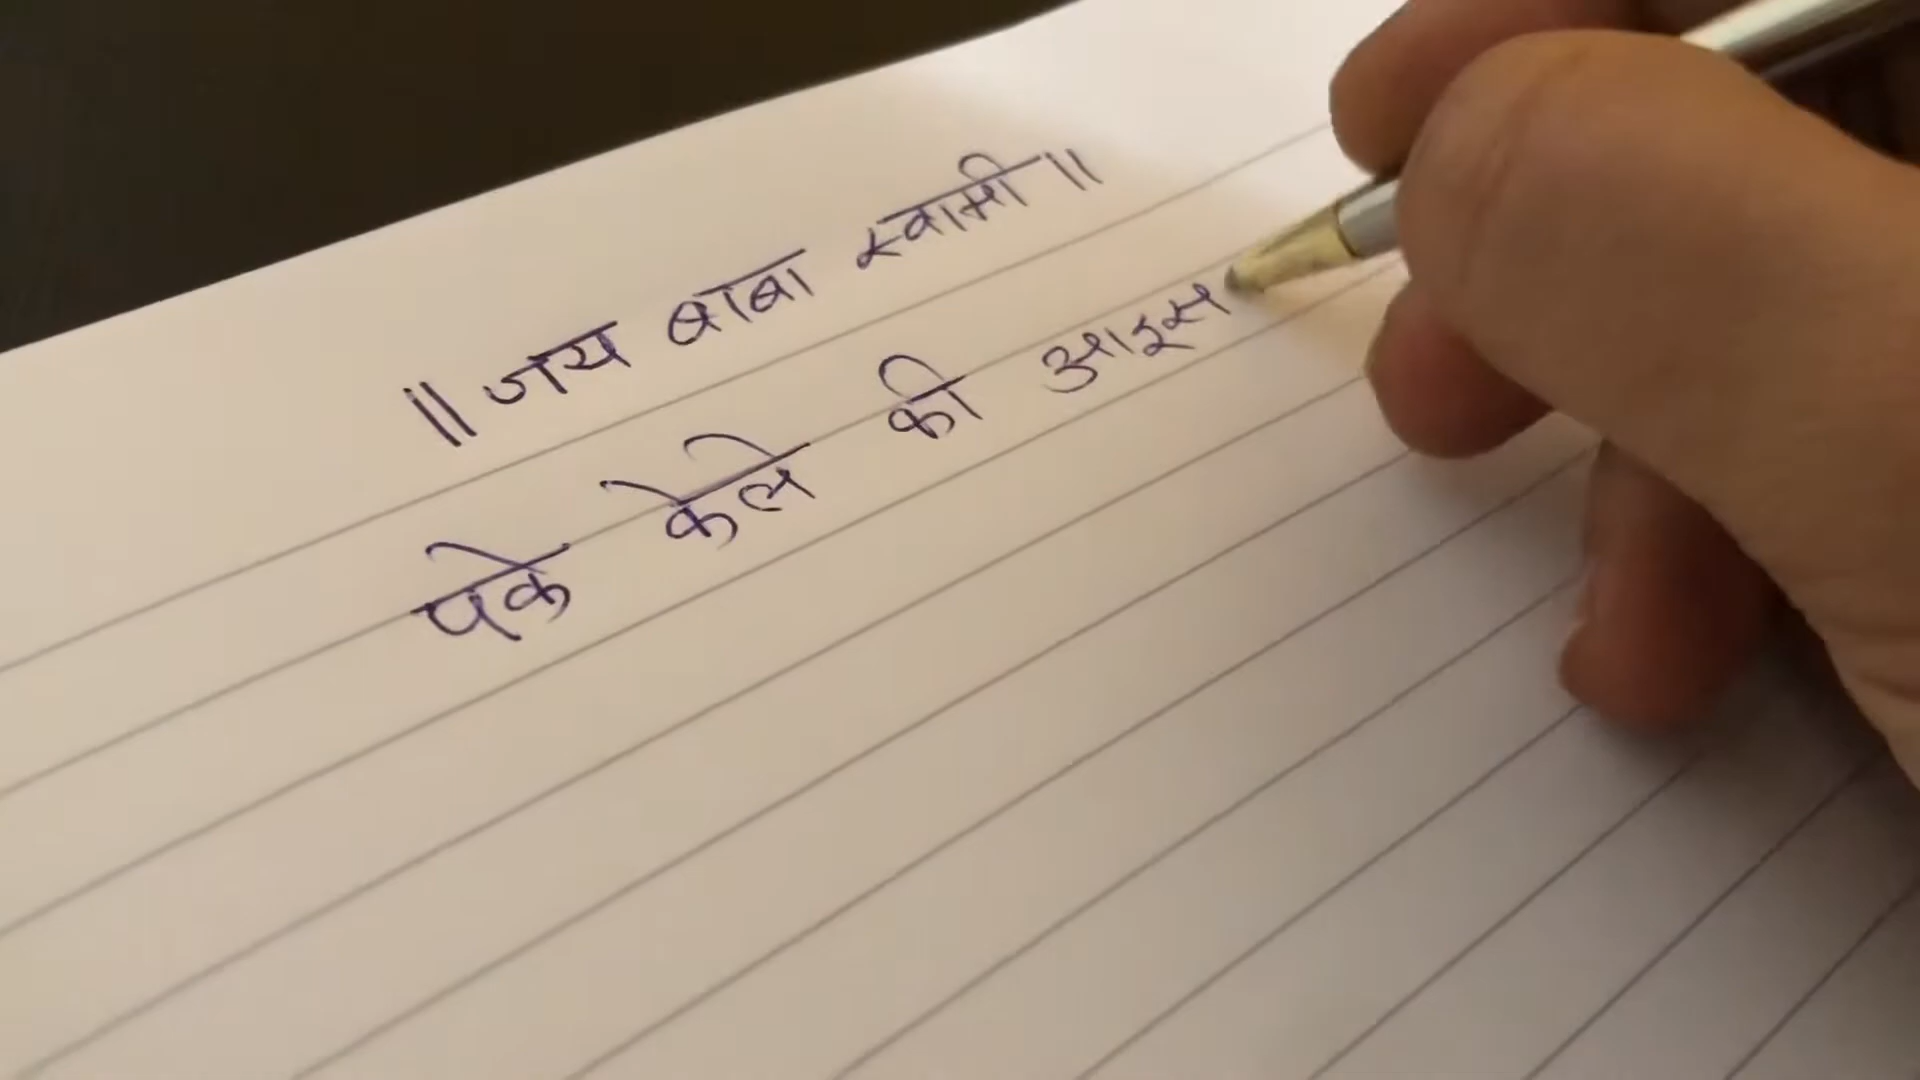 ॥ जय बाबा स्वामी ॥
पके केले की आइस